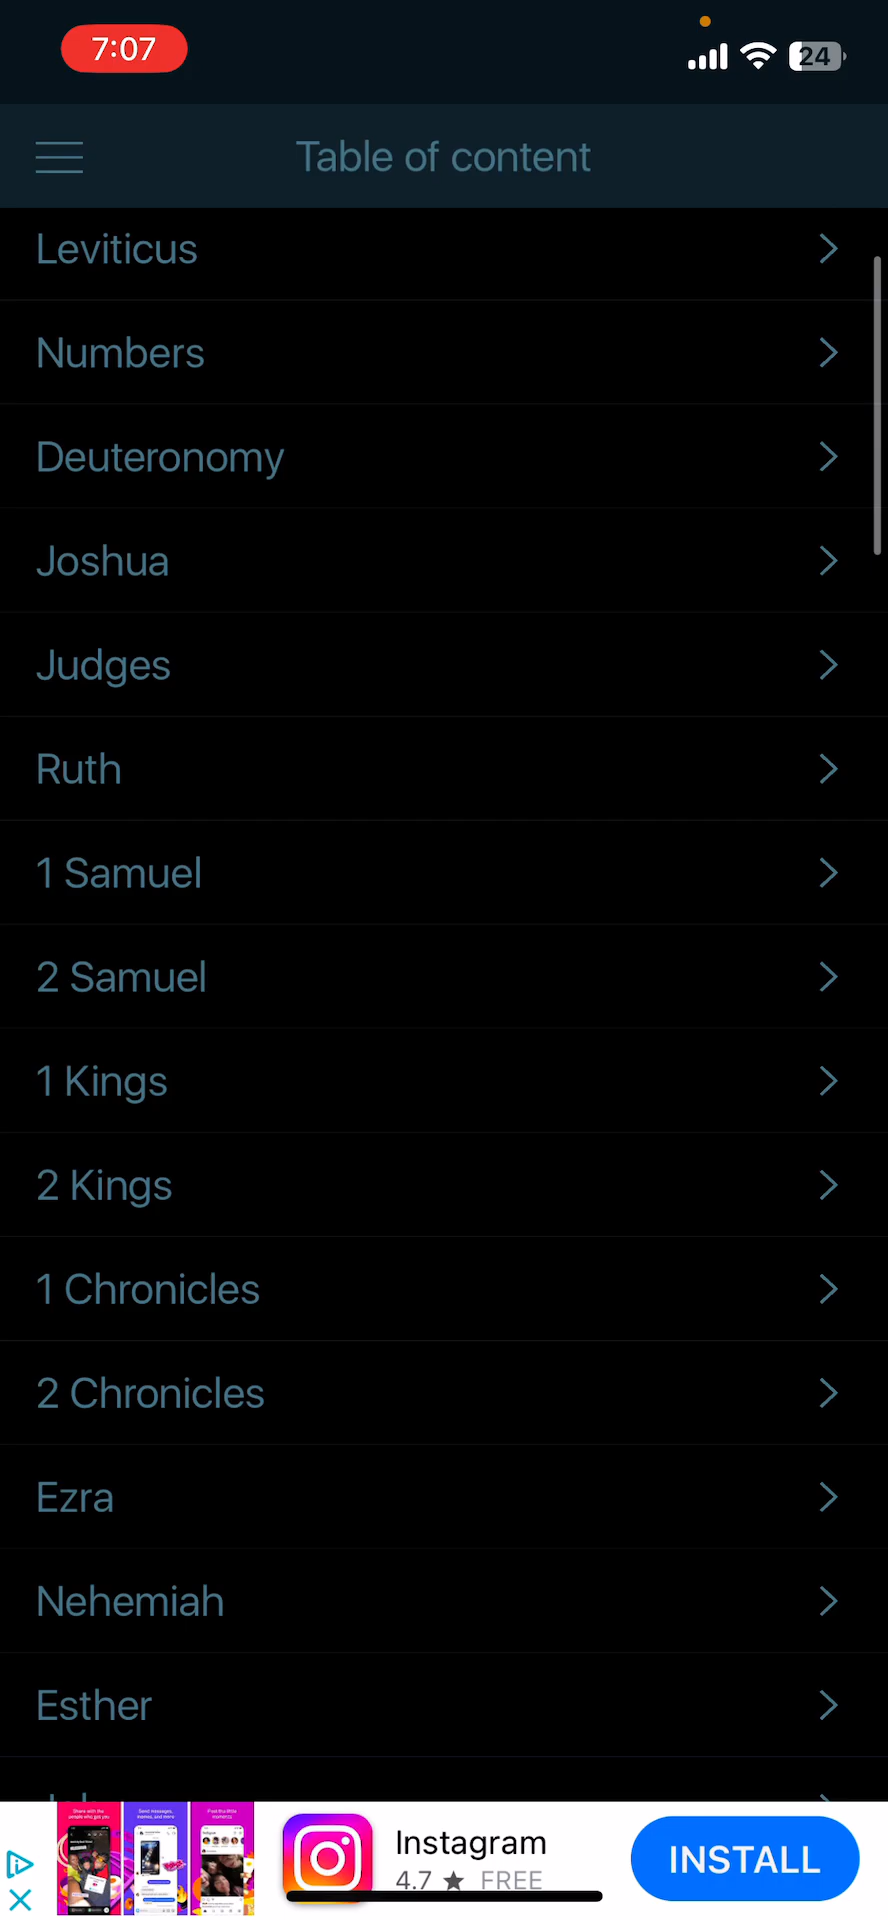 7:07
24
Table of content
Leviticus
Numbers
Deuteronomy
Joshua
Judges
Ruth
1 Samuel
2 Samuel
1 Kings
2 Kings
1 Chronicles
2 Chronicles
Ezra
Nehemiah
Esther
Instagram
4.7 ★ FREE
INSTALL